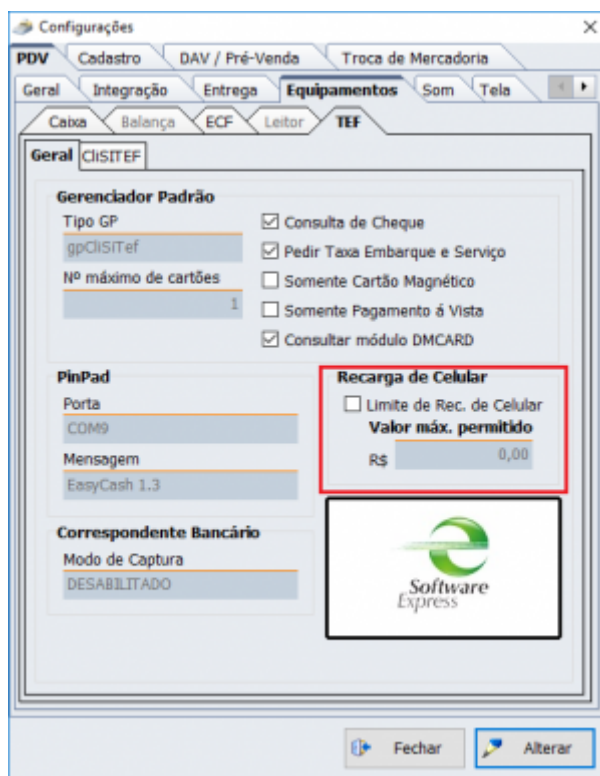 Configurações
PDV Cadastro DAV / Pré-Venda Troca de Mercadoria
Geral Integração Entrega Equipamentos Som Tela
Caixa Balança ECF Leitor TEF
Geral CliSITEF
Gerenciador Padrão
Tipo GP
gpCliSiTef
Nº máximo de cartões
1
Consulta de Cheque
Pedir Taxa Embarque e Serviço
Somente Cartão Magnético
Somente Pagamento á Vista
Consultar módulo DMCARD
PinPad
Porta
COM9
Mensagem
EasyCash 1.3
Recarga de Celular
Limite de Rec. de Celular
Valor máx. permitido
R$ 0,00
Correspondente Bancário
Modo de Captura
DESABILITADO
Software
Express
Fechar Alterar